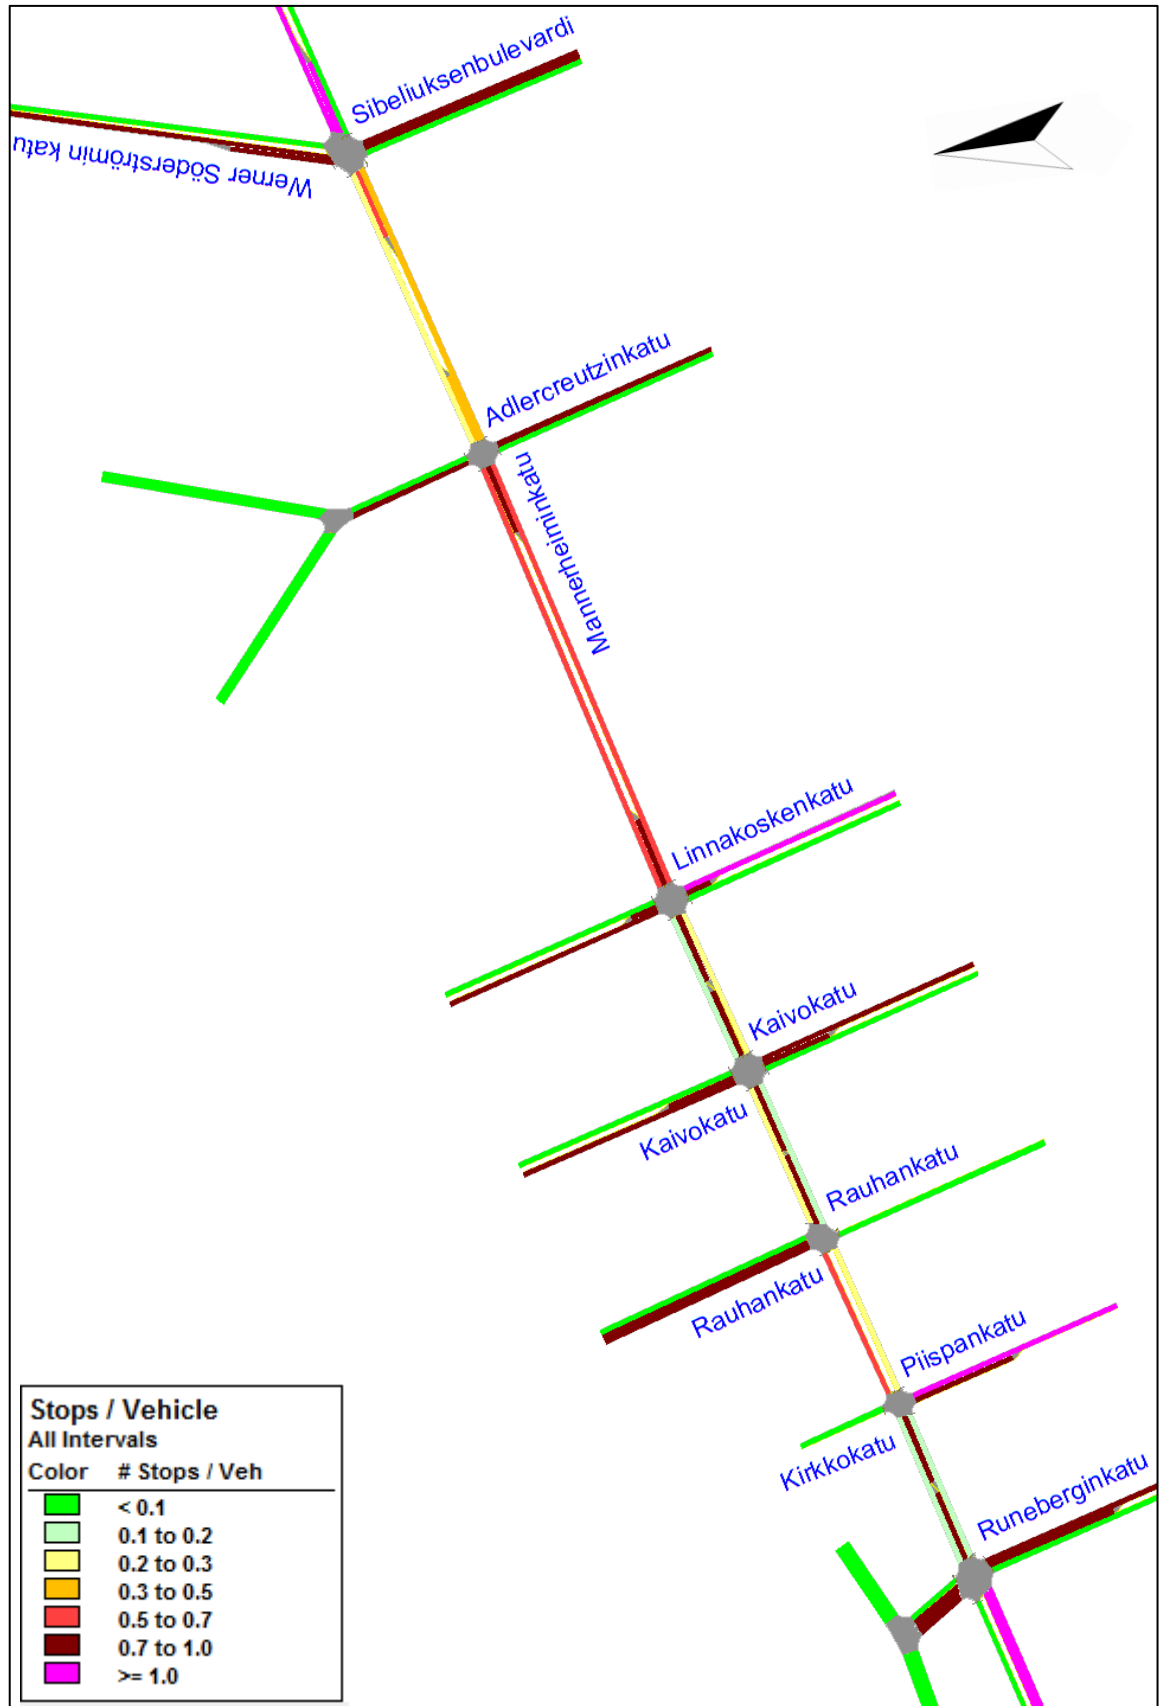 Sibeliuksenbulevardi
Werner Söderströmin katu
Adlercreutzinkatu
Mannerheiminkatu
Linnakoskenkatu
Kaivokatu
Kaivokatu
Rauhankatu
Rauhankatu
Piispankatu
Kirkkokatu
Runeberginkatu
Stops / Vehicle
All Intervals
Color # Stops / Veh
< 0.1
0.1 to 0.2
0.2 to 0.3
0.3 to 0.5
0.5 to 0.7
0.7 to 1.0
>= 1.0